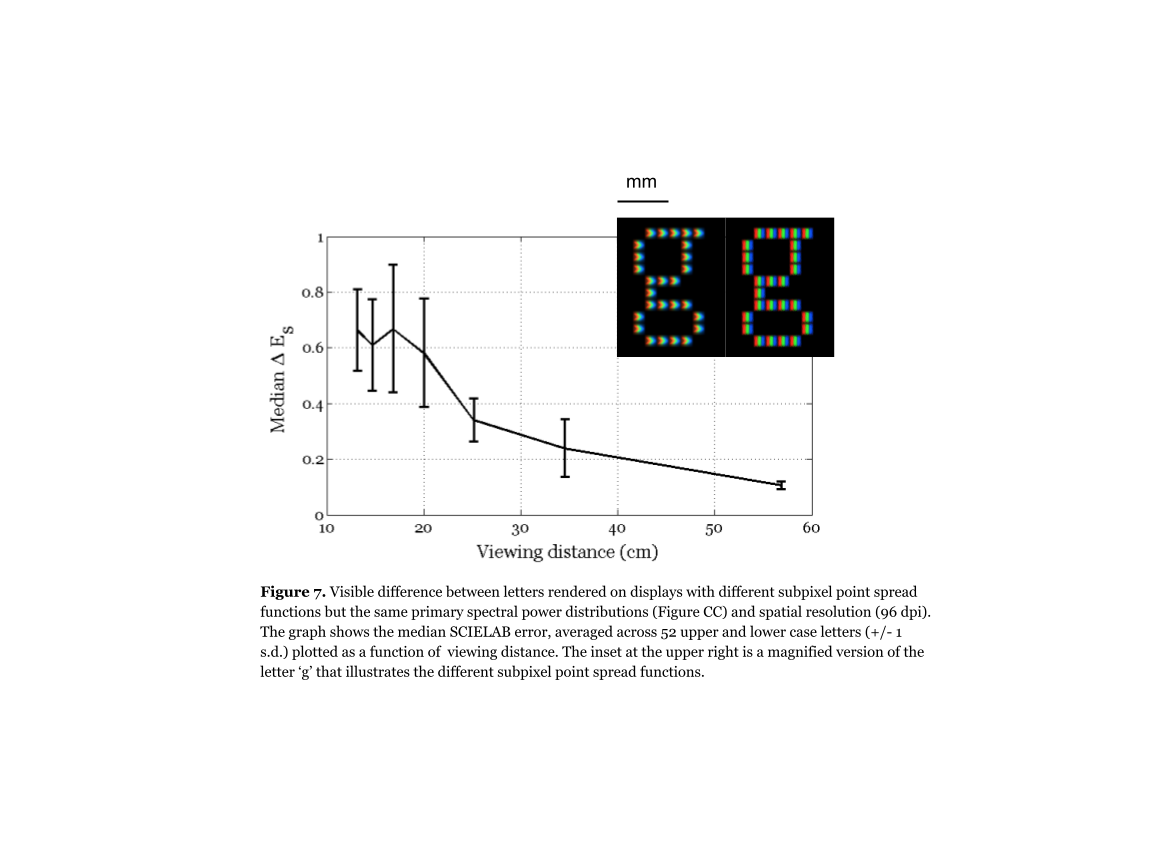 mm
1
0.8
0.6
0.4
0.2
0
Median Δ Es
10 20 30 40 50 60
Viewing distance (cm)
Figure 7. Visible difference between letters rendered on displays with different subpixel point spread
functions but the same primary spectral power distributions (Figure CC) and spatial resolution (96 dpi).
The graph shows the median SCIELAB error, averaged across 52 upper and lower case letters (+/- 1
s.d.) plotted as a function of viewing distance. The inset at the upper right is a magnified version of the
letter ‘g’ that illustrates the different subpixel point spread functions.
g g